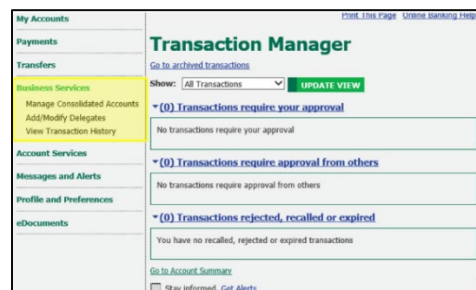 My Accounts
Payments
Transfers
Business Services
Manage Consolidated Accounts
Add/Modify Delegates
View Transaction History
Account Services
Messages and Alerts
Profile and Preferences
eDocuments
Print This Page Online Banking Help
Transaction Manager
Go to archived transactions
Show: All Transactions UPDATE VIEW
(0) Transactions require your approval
No transactions require your approval
(0) Transactions require approval from others
No transactions require approval from others
(0) Transactions rejected, recalled or expired
You have no recalled, rejected or expired transactions
Go to Account Summary
Stay informed. Get Alerts